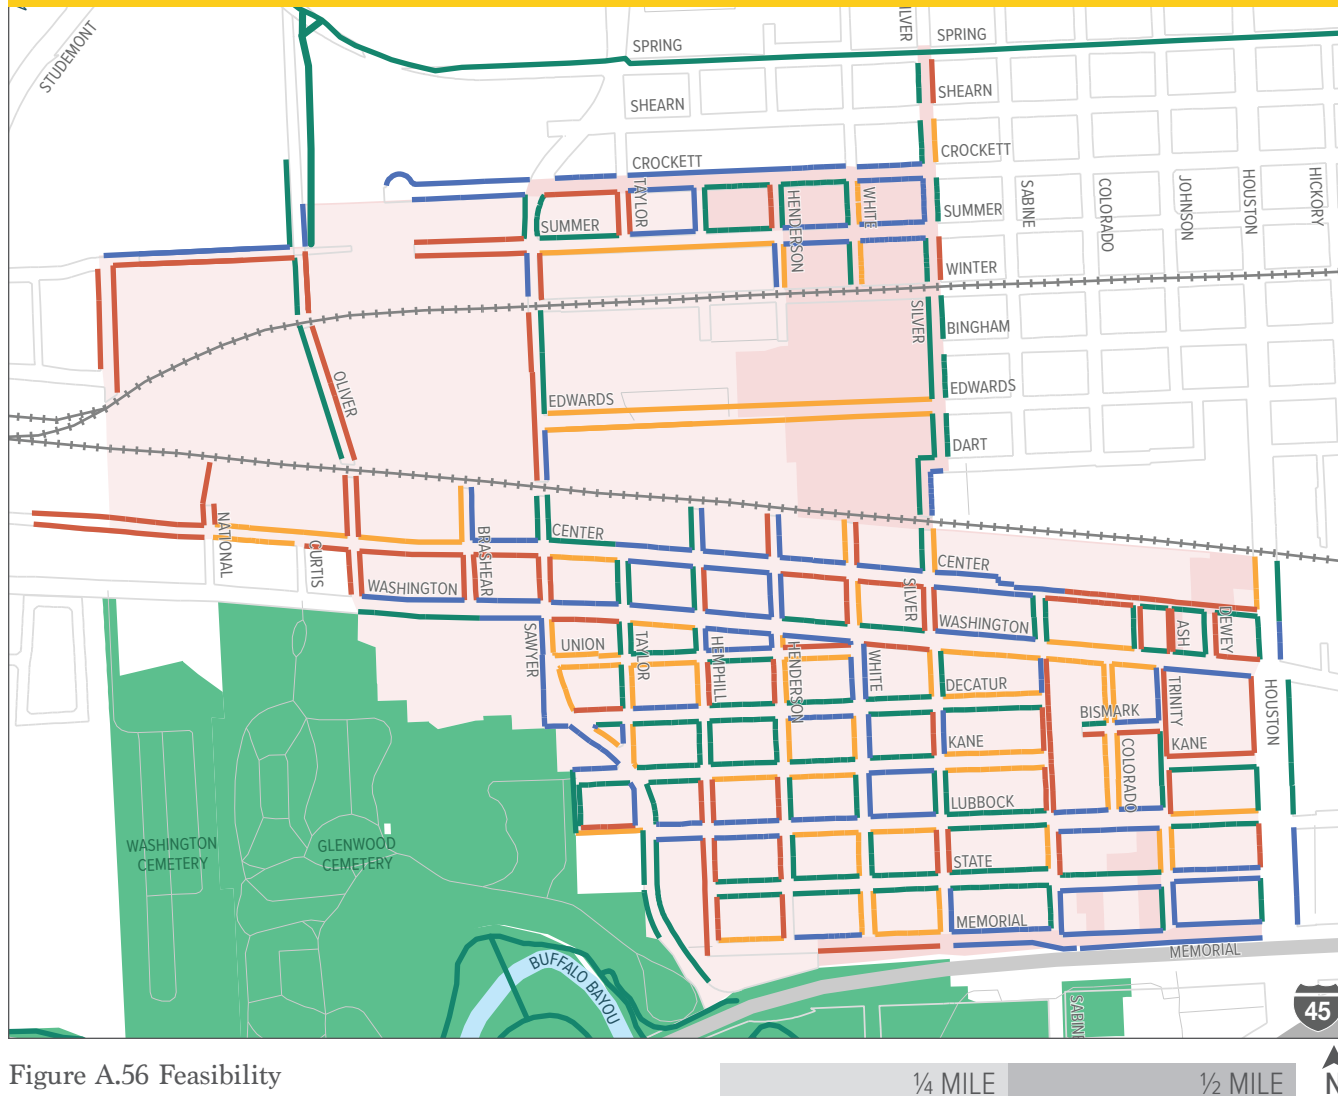 STUDEMONT
SPRING
ILVER
SPRING
SHEARN
SHEARN
CROCKETT
CROCKETT
TAYLOR
HENDERSON
WHITE
SUMMER
SUMMER
SABINE
COLORADO
JOHNSON
HOUSTON
HICKORY
WINTER
SILVER
BINGHAM
OLIVER
EDWARDS
EDWARDS
DART
NATIONAL
CURTIS
BRASHEAR
CENTER
CENTER
WASHINGTON
SILVER
WASHINGTON
ASH
DEWEY
SAWYER
UNION
TAYLOR
HEMPHILL
HENDERSON
WHITE
DECATUR
TRINITY
HOUSTON
BISMARK
KANE
KANE
COLORADO
LUBBOCK
WASHINGTON
CEMETERY
GLENWOOD
CEMETERY
STATE
MEMORIAL
MEMORIAL
BUFFALO BAYOU
SABIN
45
Figure A.56 Feasibility
¼ MILE
½ MILE
N